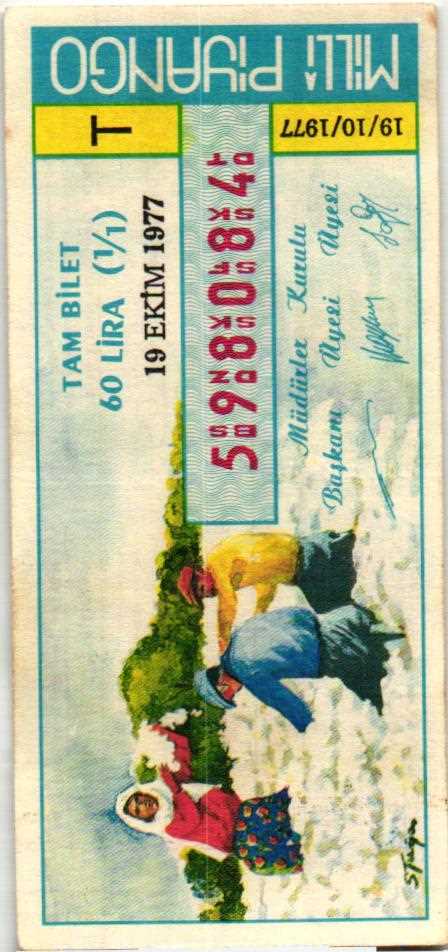 MİLLÎ PİYANGO
19/10/1977
T
TAM BİLET
60 LİRA (1/1)
19 EKİM 1977
598084
Müdürler Kurulu
Başkanı Üyesi Üyesi